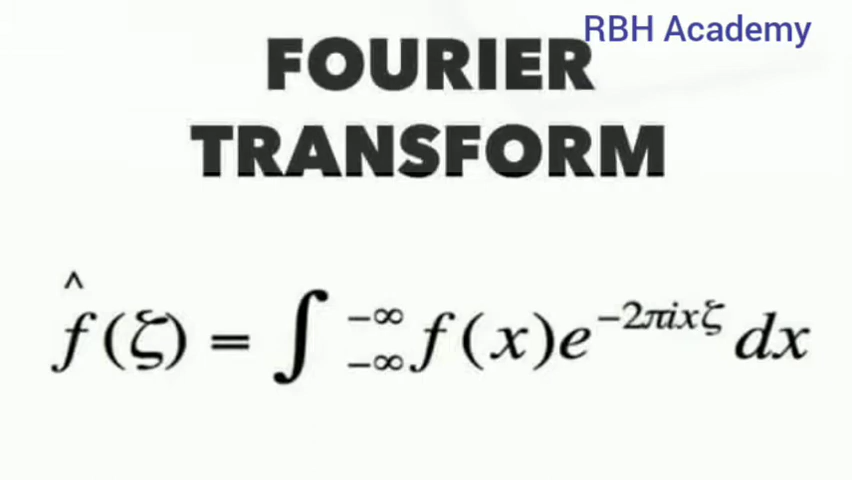 RBH Academy
FOURIER
TRANSFORM
f̂(ζ) = ∫_{−∞}^{−∞} f(x)e^{−2πixζ} dx